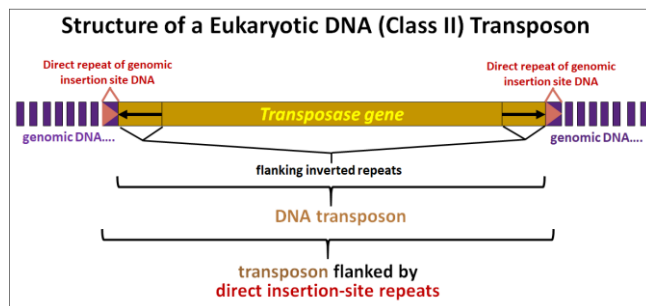 Structure of a Eukaryotic DNA (Class II) Transposon
Direct repeat of genomic
insertion site DNA
Direct repeat of genomic
insertion site DNA
Transposase gene
genomic DNA....
genomic DNA....
flanking inverted repeats
DNA transposon
transposon flanked by
direct insertion-site repeats